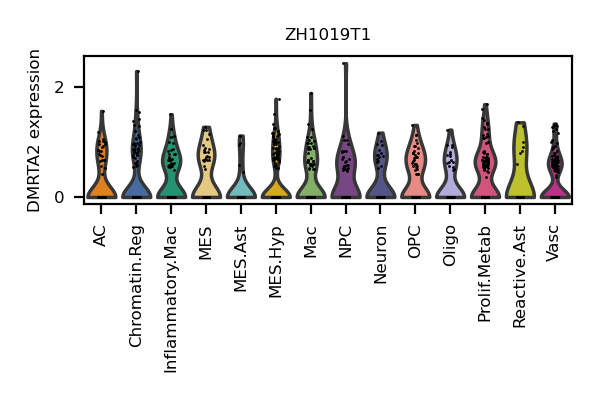 ZH1019T1
DMRTA2 expression
2
0
AC
Chromatin.Reg
Inflammatory.Mac
MES
MES.Ast
MES.Hyp
Mac
NPC
Neuron
OPC
Oligo
Prolif.Metab
Reactive.Ast
Vasc